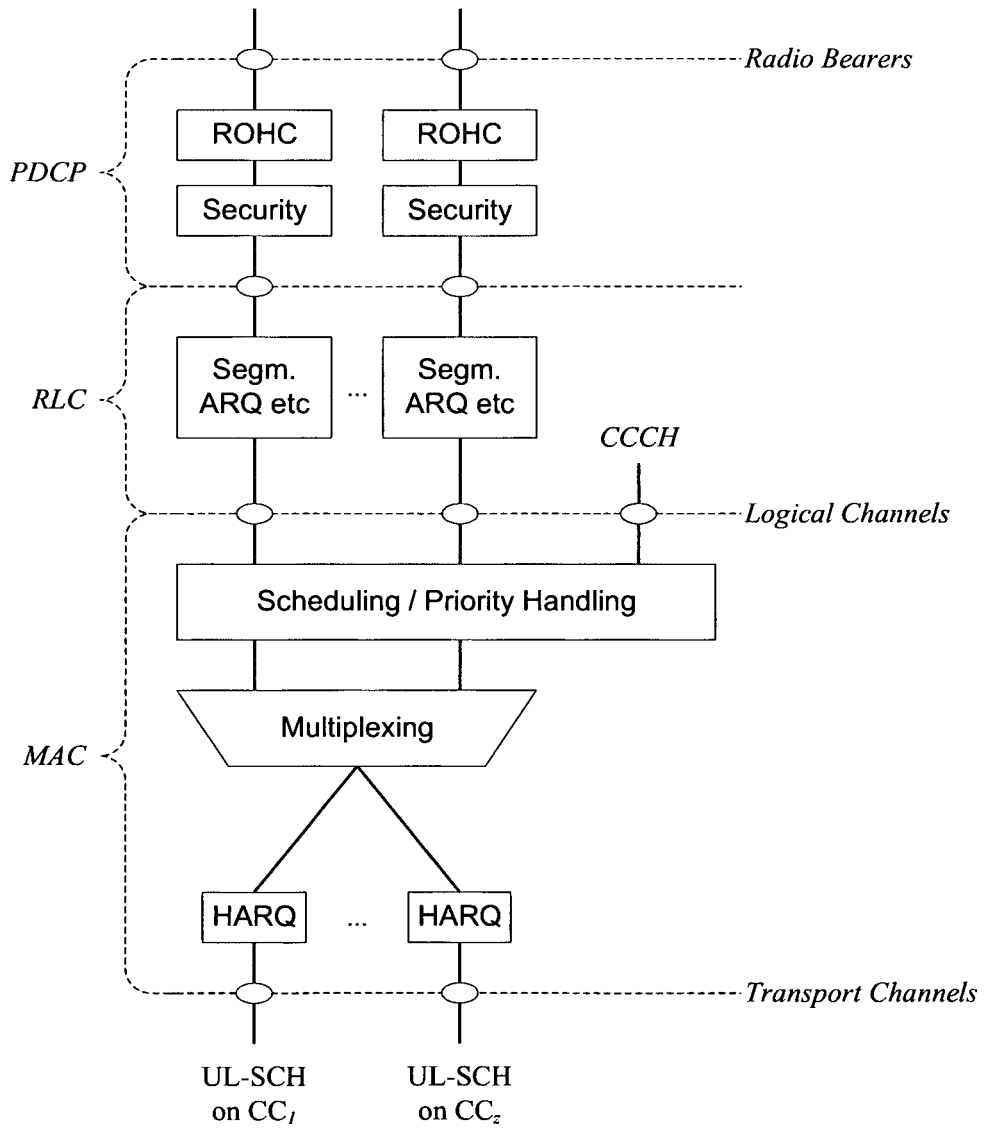 Radio Bearers
ROHC ROHC
PDCP
Security Security
Segm. ARQ etc ... Segm. ARQ etc
RLC
CCCH
Logical Channels
Scheduling / Priority Handling
Multiplexing
MAC
HARQ ... HARQ
Transport Channels
UL-SCH UL-SCH
on CC1 on CCz